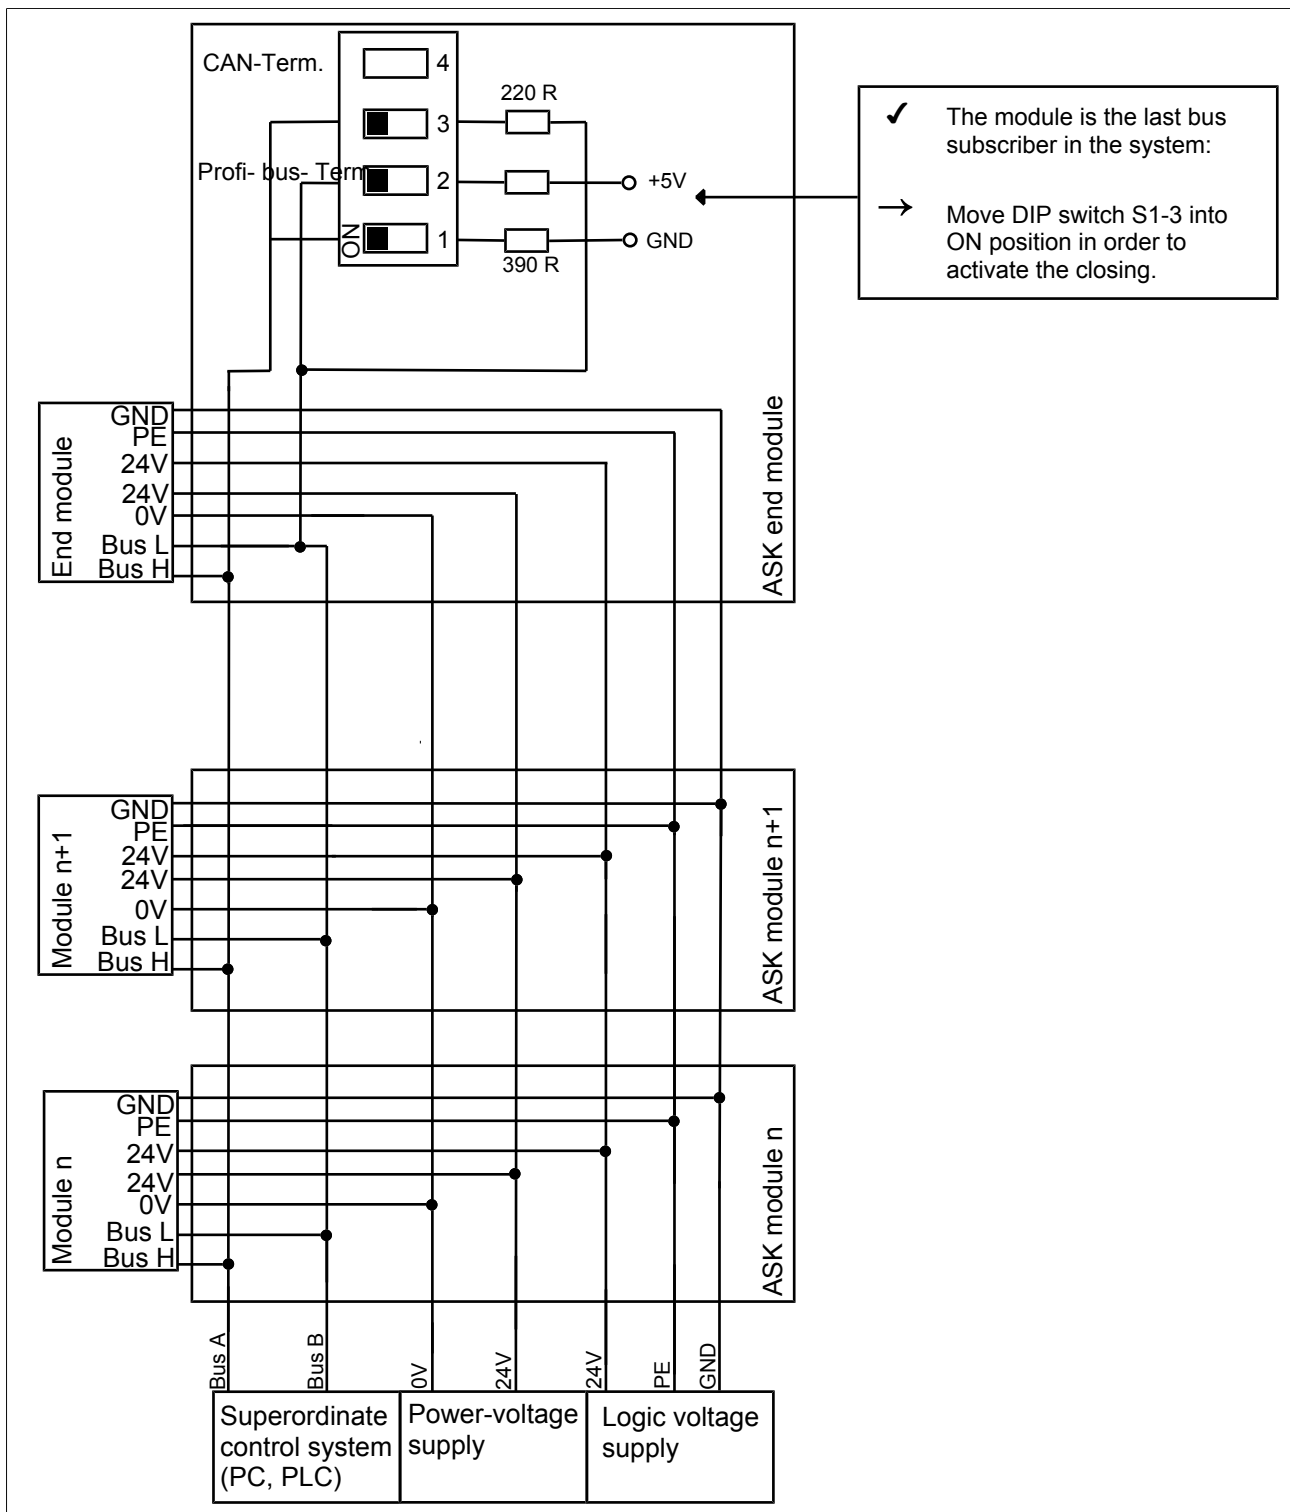 CAN-Term.
4
220 R
3
Profi- bus- Term
2
+5V
ON
1
GND
390 R
✓ The module is the last bus
subscriber in the system:
→ Move DIP switch S1-3 into
ON position in order to
activate the closing.
ASK end module
End module
GND
PE
24V
24V
0V
Bus L
Bus H
ASK module n+1
Module n+1
GND
PE
24V
24V
0V
Bus L
Bus H
ASK module n
Module n
GND
PE
24V
24V
0V
Bus L
Bus H
Bus A
Bus B
0V
24V
24V
PE
GND
Superordinate
control system
(PC, PLC)
Power-voltage
supply
Logic voltage
supply